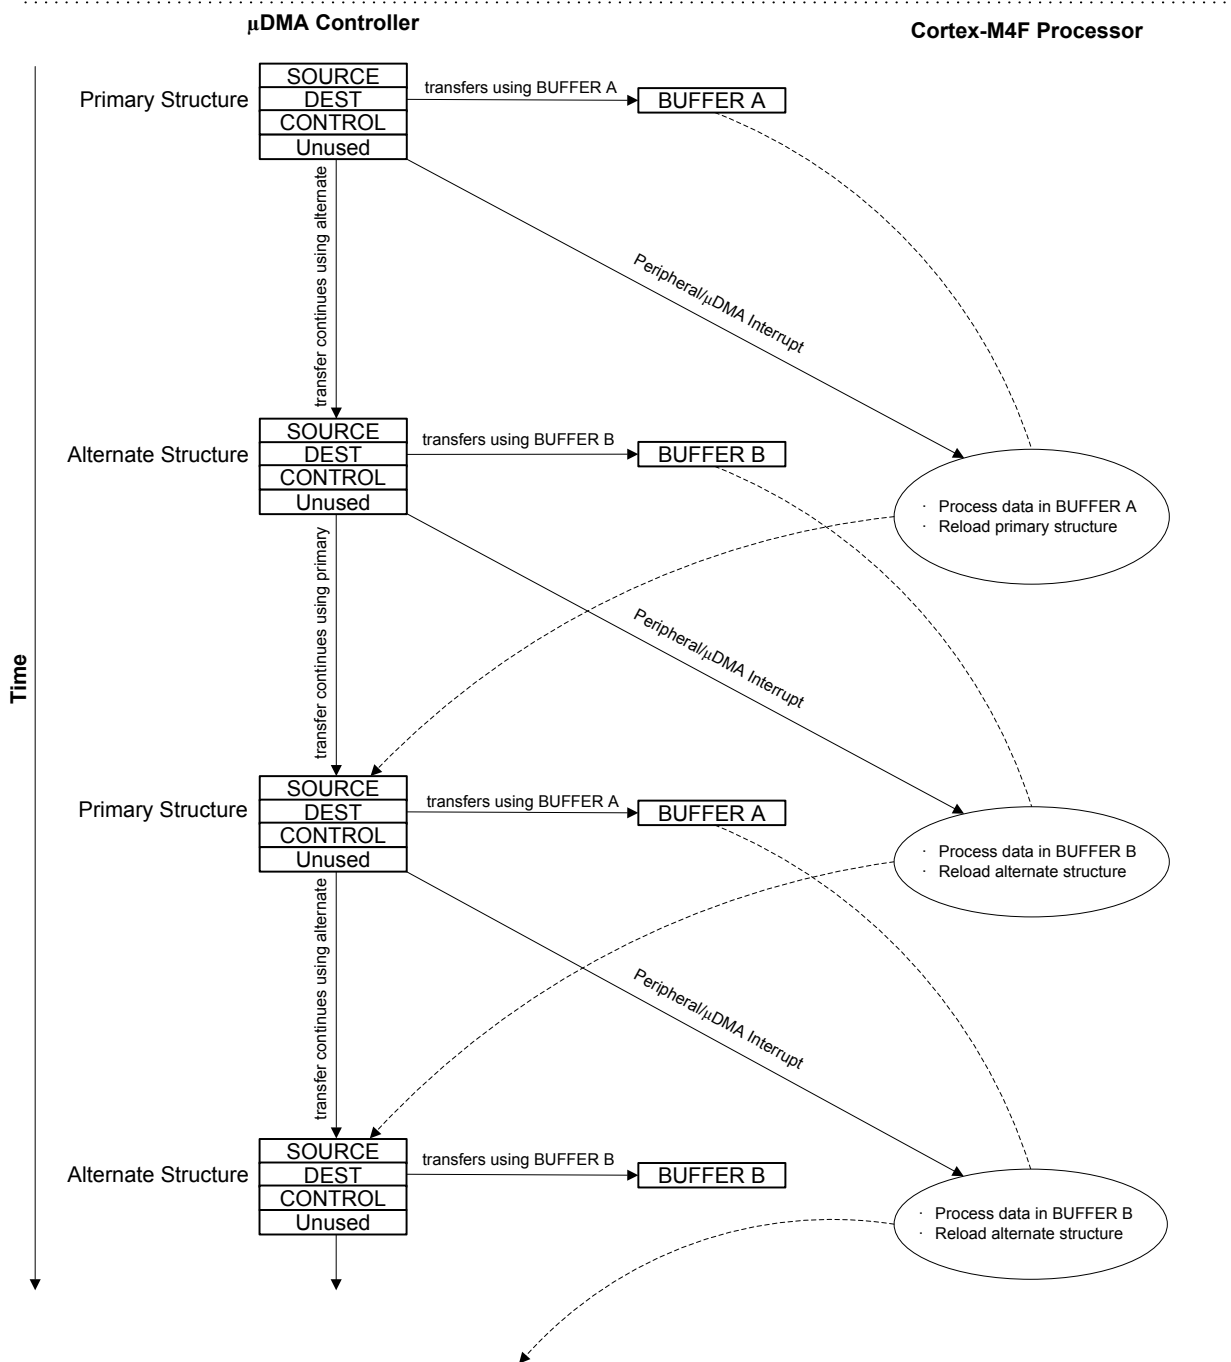 µDMA Controller
Cortex-M4F Processor
Primary Structure
SOURCE
DEST
CONTROL
Unused
transfers using BUFFER A
BUFFER A
transfer continues using alternate
Peripheral/µDMA Interrupt
Alternate Structure
SOURCE
DEST
CONTROL
Unused
transfers using BUFFER B
BUFFER B
· Process data in BUFFER A
· Reload primary structure
transfer continues using primary
Peripheral/µDMA Interrupt
Time
Primary Structure
SOURCE
DEST
CONTROL
Unused
transfers using BUFFER A
BUFFER A
· Process data in BUFFER B
· Reload alternate structure
transfer continues using alternate
Peripheral/µDMA Interrupt
Alternate Structure
SOURCE
DEST
CONTROL
Unused
transfers using BUFFER B
BUFFER B
· Process data in BUFFER B
· Reload alternate structure